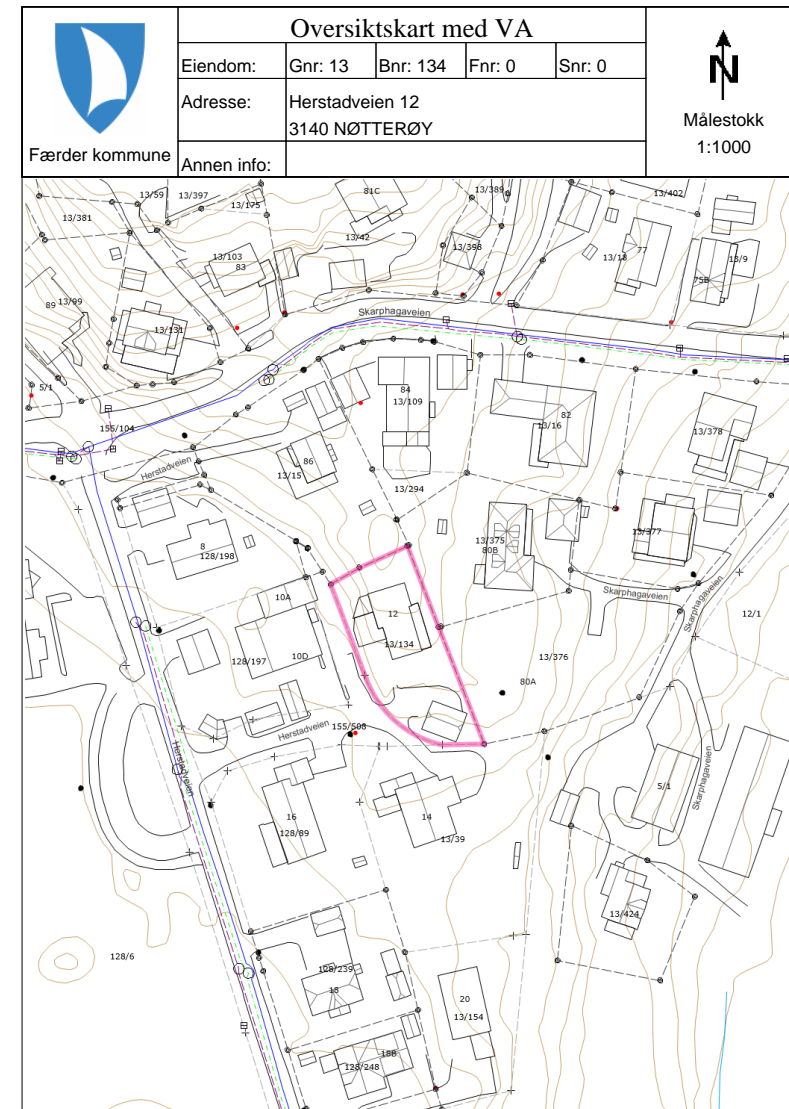 Oversiktskart med VA
Eiendom:
Gnr: 13
Bnr: 134
Fnr: 0
Snr: 0
Adresse:
Herstadveien 12
3140 NØTTERØY
Annen info:
Færder kommune
N
Målestokk
1:1000
13/59
13/397
13/175
81C
13/389
13/402
13/381
13/42
13/398
77
13/18
13/9
13/103
83
75B
89
13/99
Skarphagaveien
13/131
5/1
84
13/109
82
13/16
155/104
13/378
Herstadveien
86
13/15
13/294
8
128/198
13/375
80B
13/377
10A
12
Skarphagaveien
Skarphagaveien
12/1
128/197
10D
13/134
13/376
80A
Herstadveien
155/508
Herstadveien
Skarphagaveien
5/1
16
128/89
14
13/39
13/424
128/6
128/239
18
20
13/154
18B
128/248